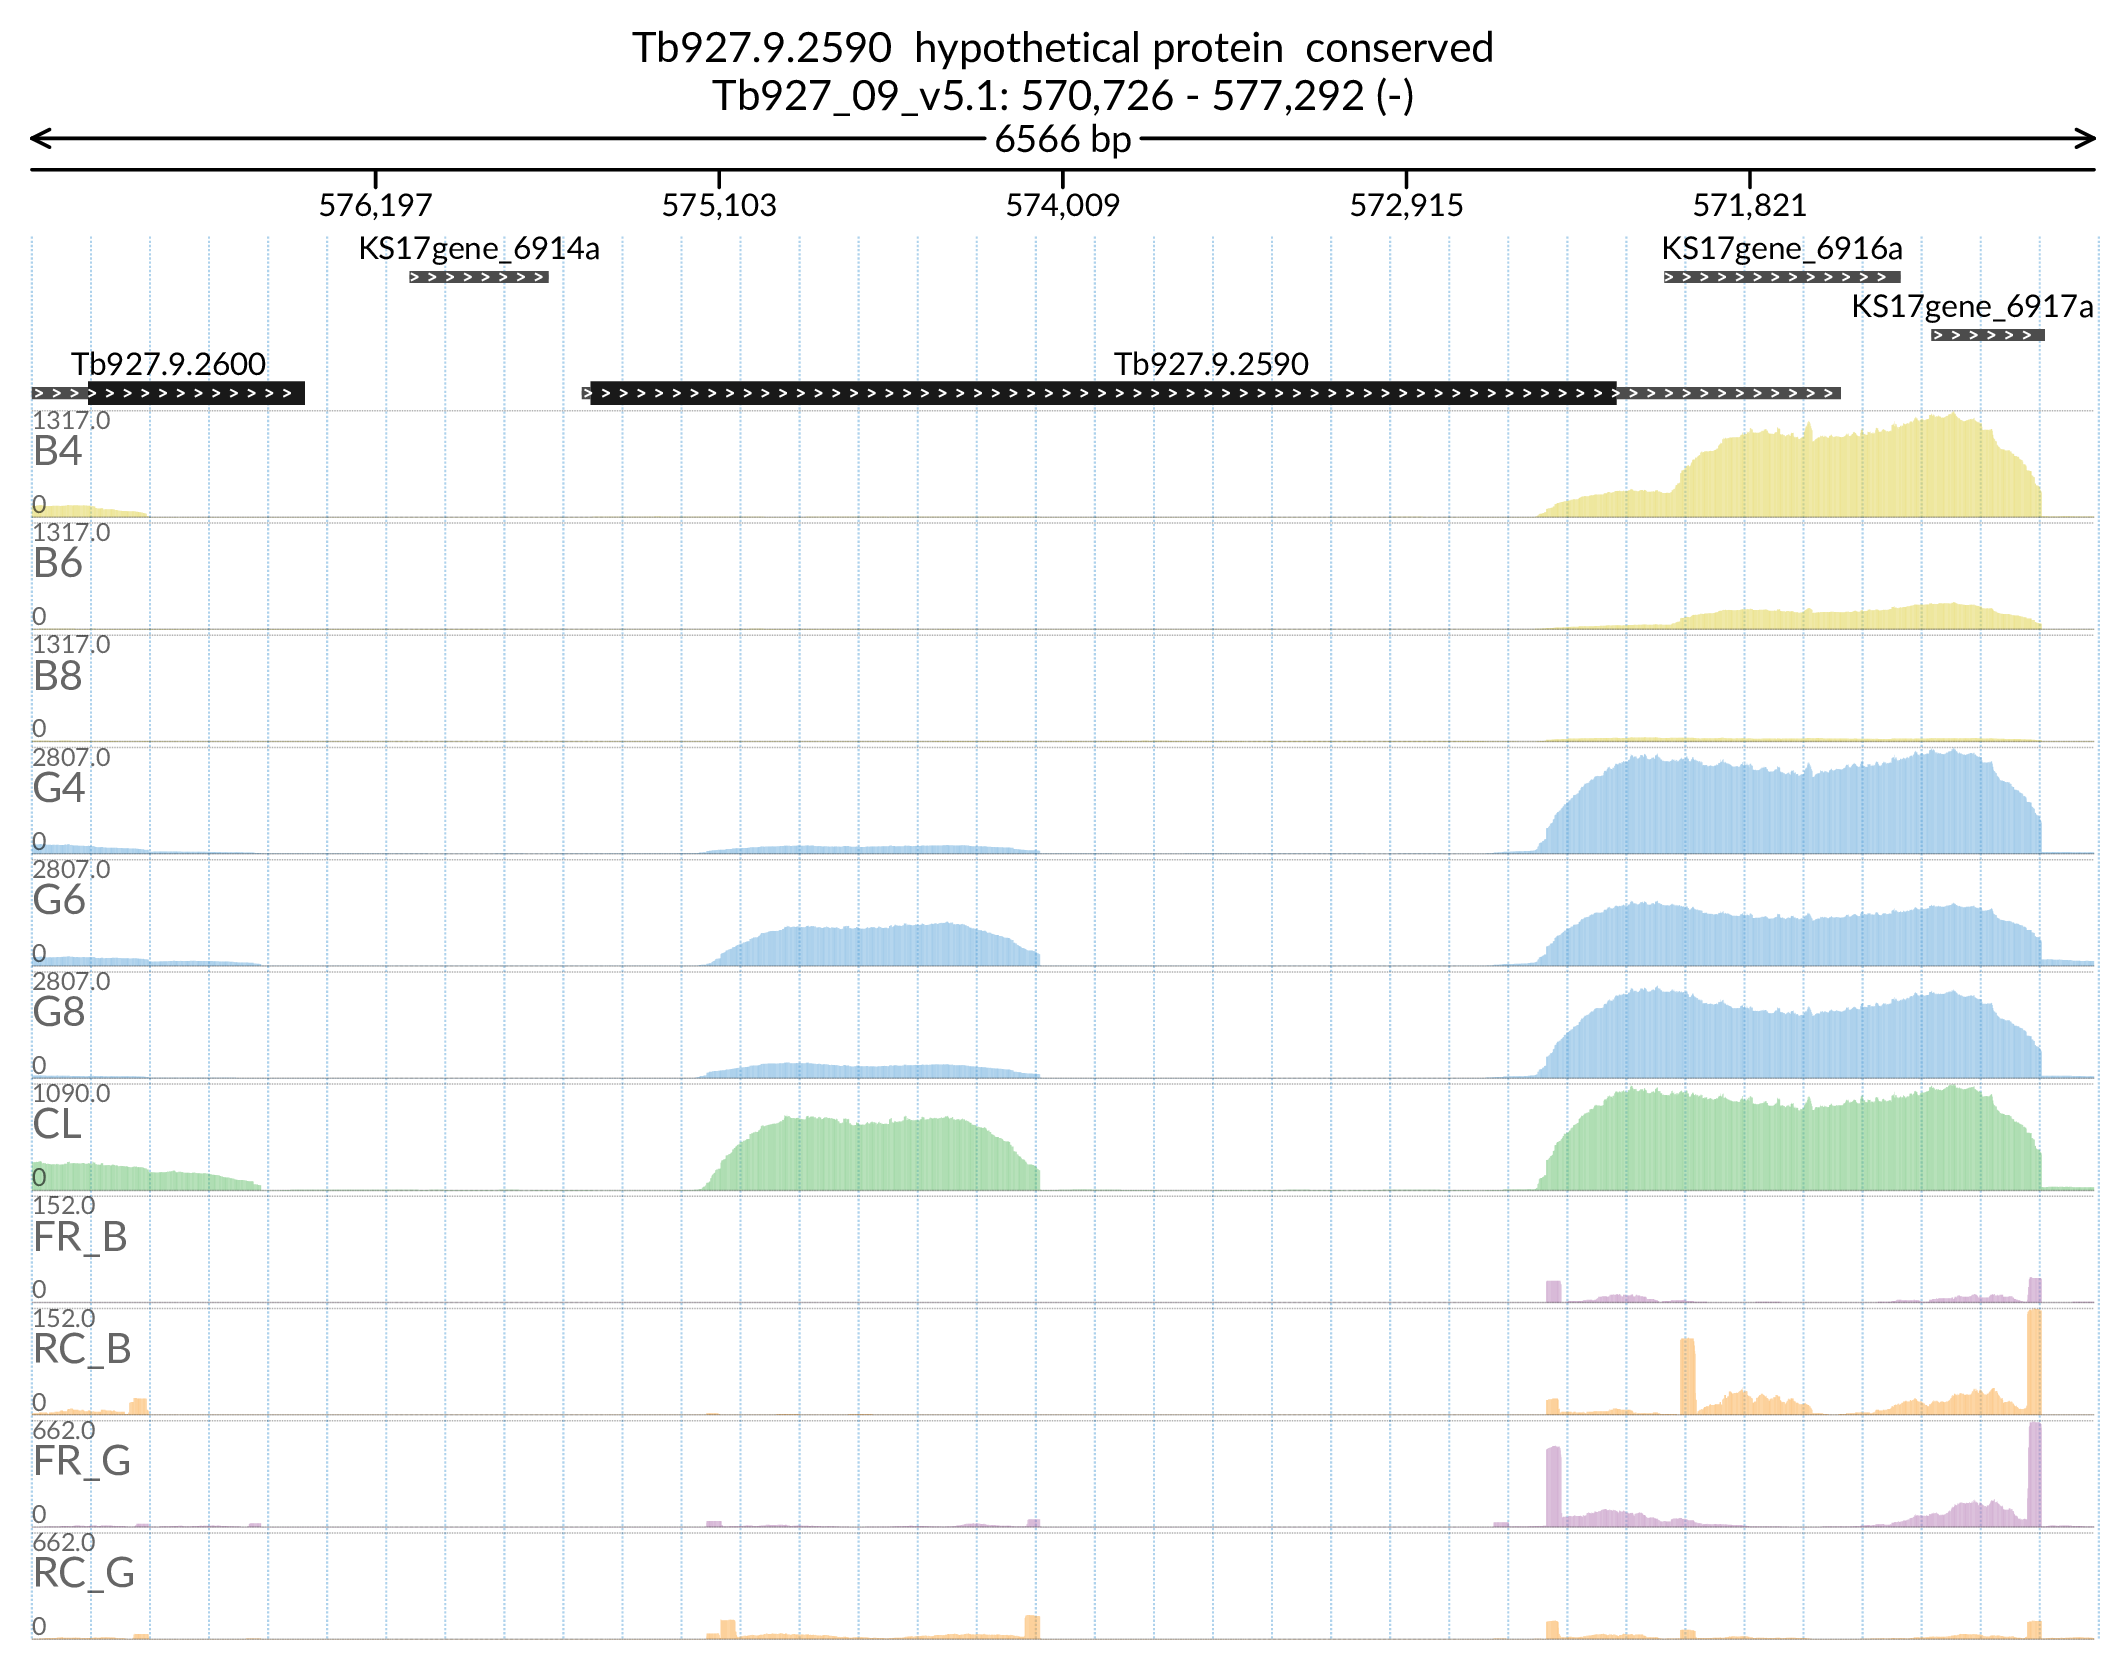 Tb927.9.2590  hypothetical protein  conserved
Tb927_09_v5.1: 570,726 - 577,292 (-)
6566 bp
576,197 575,103 574,009 572,915 571,821
KS17gene_6914a KS17gene_6916a
KS17gene_6917a
Tb927.9.2600 Tb927.9.2590
1317.0
B4
0
1317.0
B6
0
1317.0
B8
0
2807.0
G4
0
2807.0
G6
0
2807.0
G8
0
1090.0
CL
0
152.0
FR_B
0
152.0
RC_B
0
662.0
FR_G
0
662.0
RC_G
0